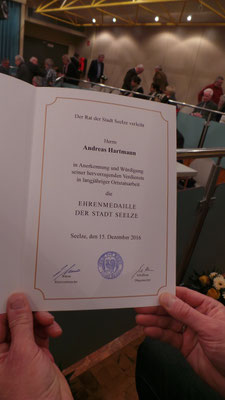 Der Rat der Stadt Seelze verleiht
Herrn
Andreas Hartmann
in Anerkennung und Würdigung
seiner hervorragenden Verdienste
in langjähriger Ortsratsarbeit
die
EHRENMEDAILLE
DER STADT SEELZE
Seelze, den 15. Dezember 2016